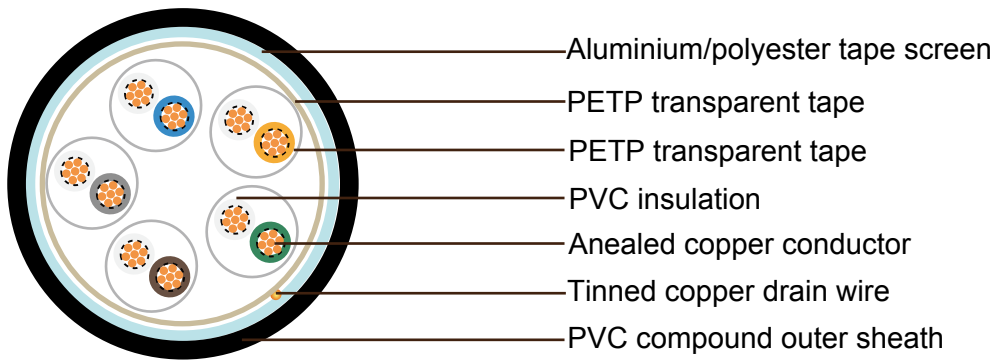 Aluminium/polyester tape screen
PETP transparent tape
PETP transparent tape
PVC insulation
Anealed copper conductor
Tinned copper drain wire
PVC compound outer sheath